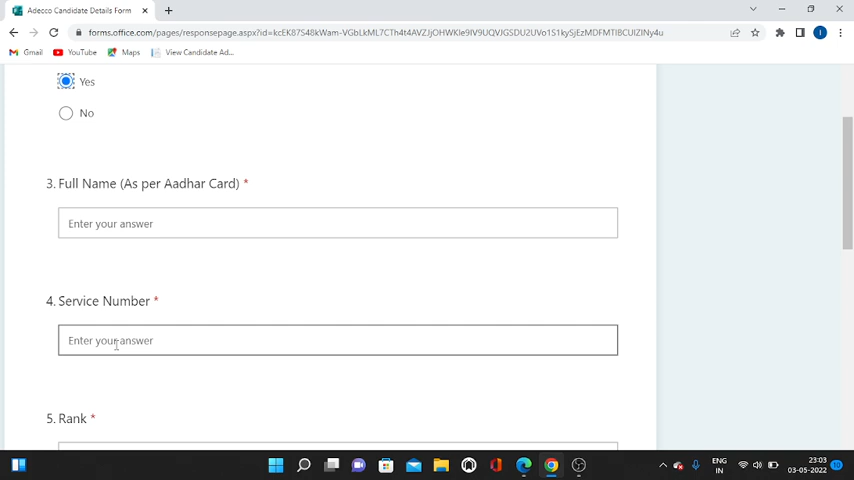 Adecco Candidate Details Form
forms.office.com/pages/responsepage.aspx?id=kcEK87S48kWam-VGbLkML7CTh4t4AVZJjOHWKIe9IV9UQVJGSDU2UVo1S1kySjEzMDFMTlBCUlZINy4u
Gmail
YouTube
Maps
View Candidate Ad...
Yes
No
3. Full Name (As per Aadhar Card) *
Enter your answer
4. Service Number *
Enter your answer
5. Rank *
ENG
IN
23:03
03-05-2022